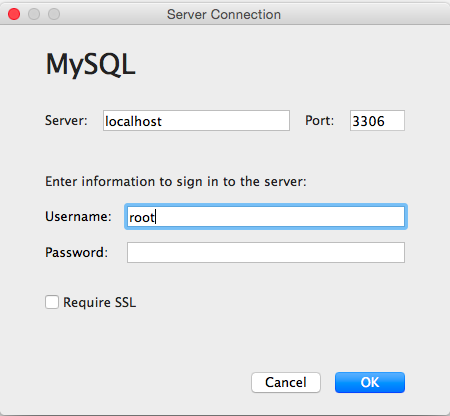 Server Connection
MySQL
Server: localhost Port: 3306
Enter information to sign in to the server:
Username: root
Password:
Require SSL
Cancel OK